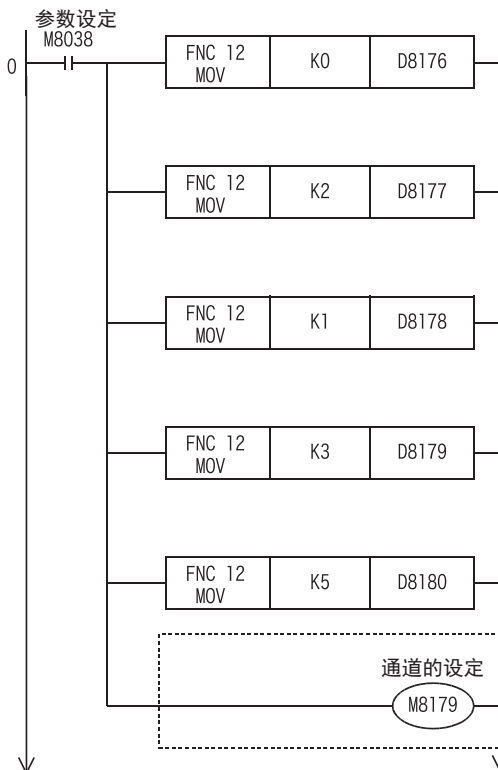 参数设定
M8038
0
FNC 12
MOV
K0
D8176
FNC 12
MOV
K2
D8177
FNC 12
MOV
K1
D8178
FNC 12
MOV
K3
D8179
FNC 12
MOV
K5
D8180
通道的设定
M8179